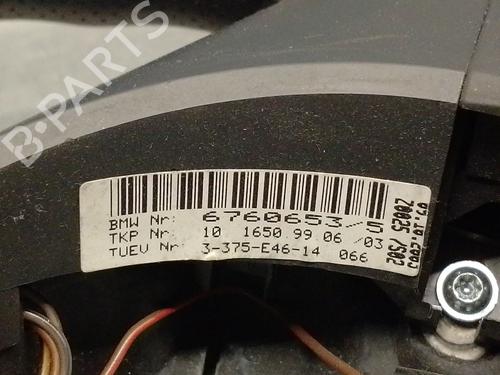 B-PARTS
BMW Nr: 6760653/5
TKP Nr: 10 1650 99 06 /03
TUEV Nr: 3-375-E46-14 066